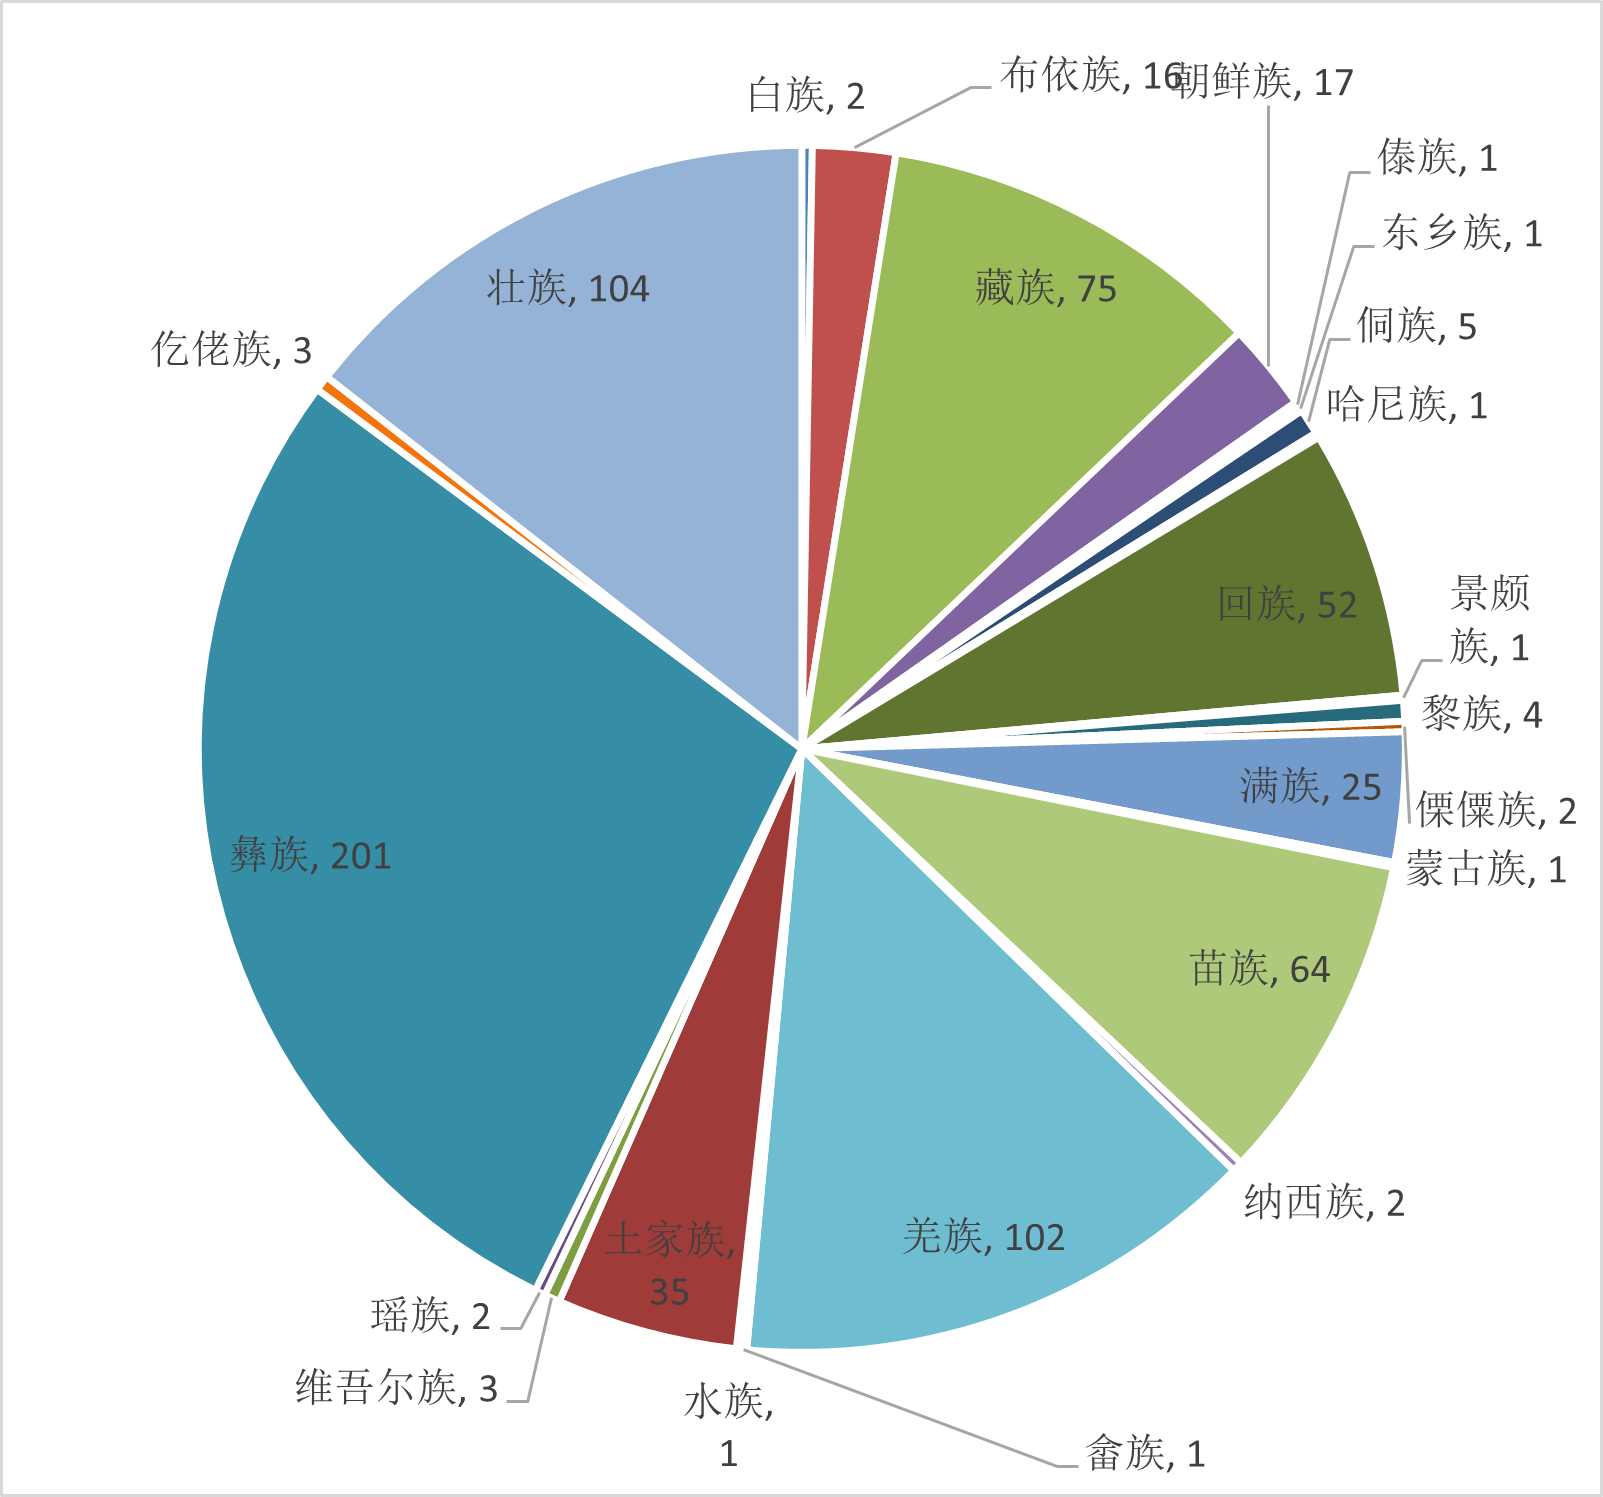 白族, 2
布依族, 16
朝鲜族, 17
傣族, 1
东乡族, 1
侗族, 5
哈尼族, 1
藏族, 75
壮族, 104
仡佬族, 3
回族, 52
景颇
族, 1
黎族, 4
满族, 25
傈僳族, 2
蒙古族, 1
彝族, 201
苗族, 64
纳西族, 2
羌族, 102
土家族,
35
瑶族, 2
维吾尔族, 3
水族,
1
畲族, 1